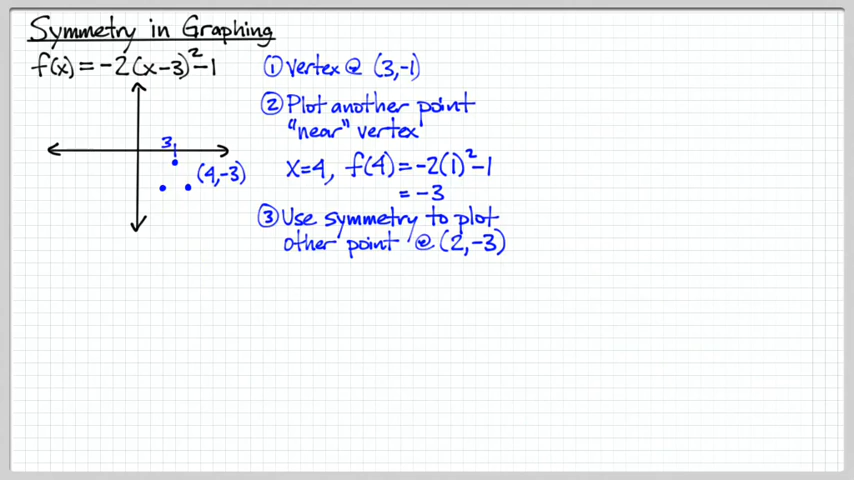 Symmetry in Graphing
f(x) = -2(x-3)²-1
3
(4,-3)
① Vertex @ (3,-1)
② Plot another point
"near" vertex
x=4, f(4) = -2(1)²-1
= -3
③ Use symmetry to plot
other point @ (2,-3)